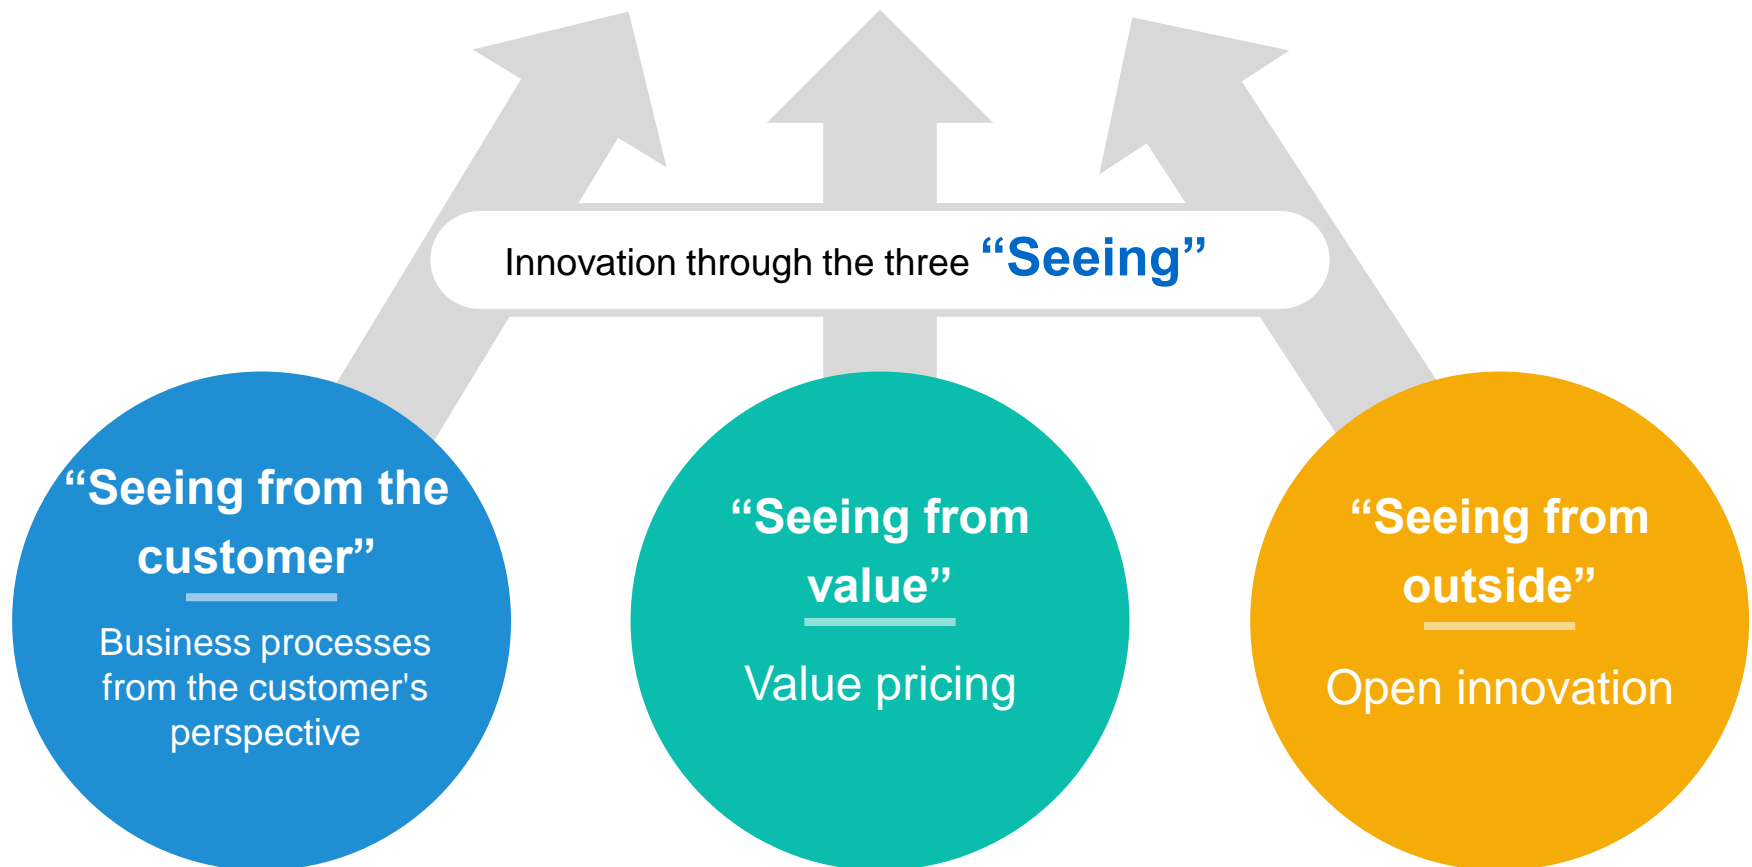 Innovation through the three “Seeing”
“Seeing from the
customer”
Business processes
from the customer's
perspective
“Seeing from
value”
Value pricing
“Seeing from
outside”
Open innovation